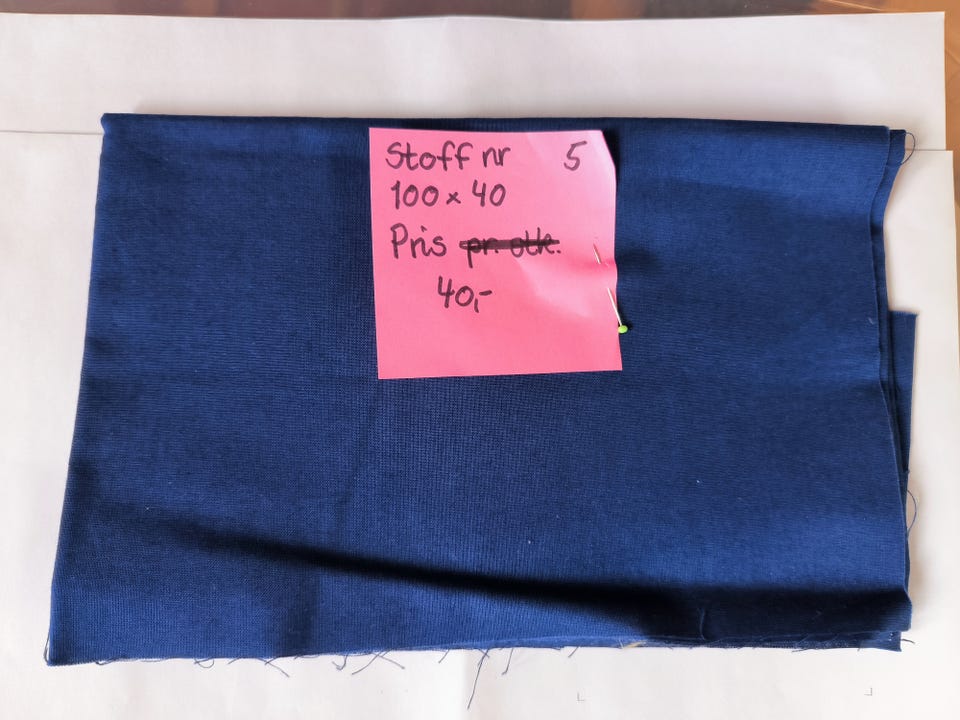 Stoff nr 5
100 x 40
Pris pr. stk.
40,-